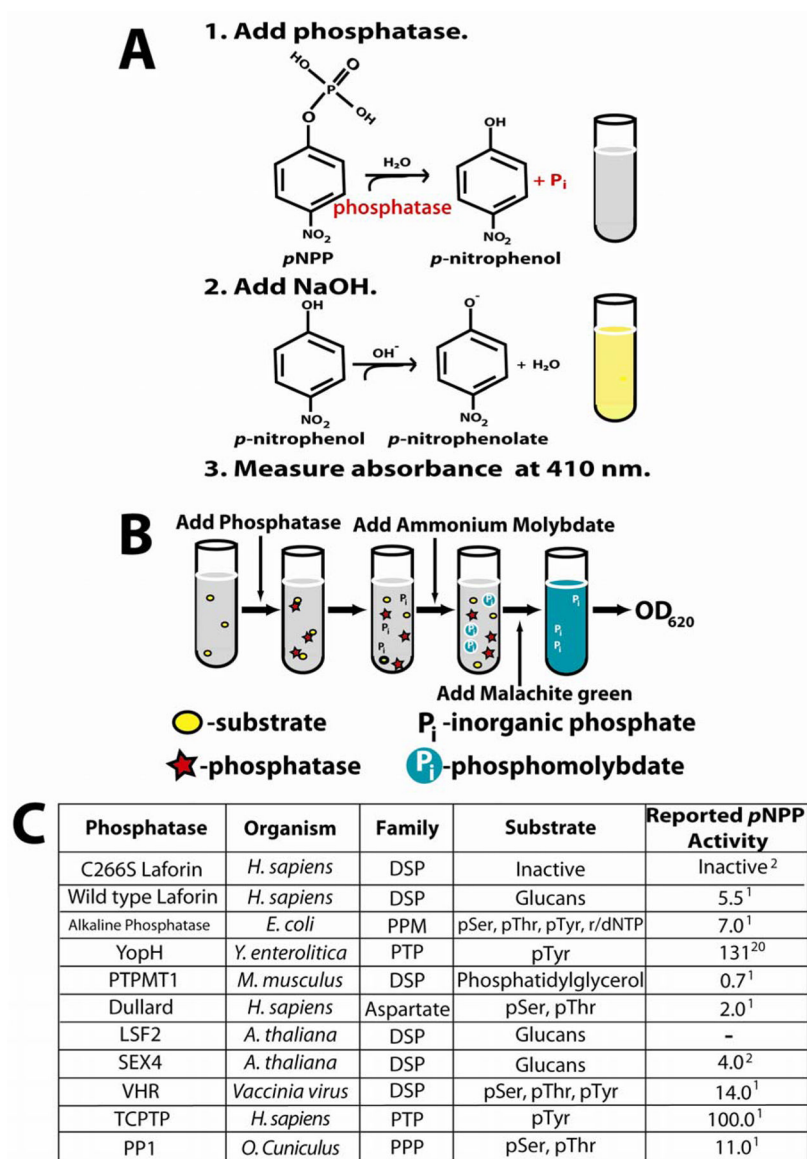 A
1. Add phosphatase.
HO
O
P
OH
O
H₂O
phosphatase
NO₂
pNPP
OH
+ Pᵢ
NO₂
p-nitrophenol
2. Add NaOH.
OH
OH⁻
NO₂
p-nitrophenol
O⁻
+ H₂O
NO₂
p-nitrophenolate
3. Measure absorbance at 410 nm.
B
Add Phosphatase
Add Ammonium Molybdate
Pᵢ
Pᵢ
Pᵢ
Pᵢ
Pᵢ
Pᵢ
Pᵢ
Pᵢ
Pᵢ
OD₆₂₀
Add Malachite green
-substrate
Pᵢ -inorganic phosphate
-phosphatase
Pᵢ -phosphomolybdate
C
Phosphatase Organism Family Substrate Reported pNPP Activity
C266S Laforin H. sapiens DSP Inactive Inactive²
Wild type Laforin H. sapiens DSP Glucans 5.5¹
Alkaline Phosphatase E. coli PPM pSer, pThr, pTyr, r/dNTP 7.0¹
YopH Y. enterolitica PTP pTyr 131²⁰
PTPMT1 M. musculus DSP Phosphatidylglycerol 0.7¹
Dullard H. sapiens Aspartate pSer, pThr 2.0¹
LSF2 A. thaliana DSP Glucans -
SEX4 A. thaliana DSP Glucans 4.0²
VHR Vaccinia virus DSP pSer, pThr, pTyr 14.0¹
TCPTP H. sapiens PTP pTyr 100.0¹
PP1 O. Cuniculus PPP pSer, pThr 11.0¹